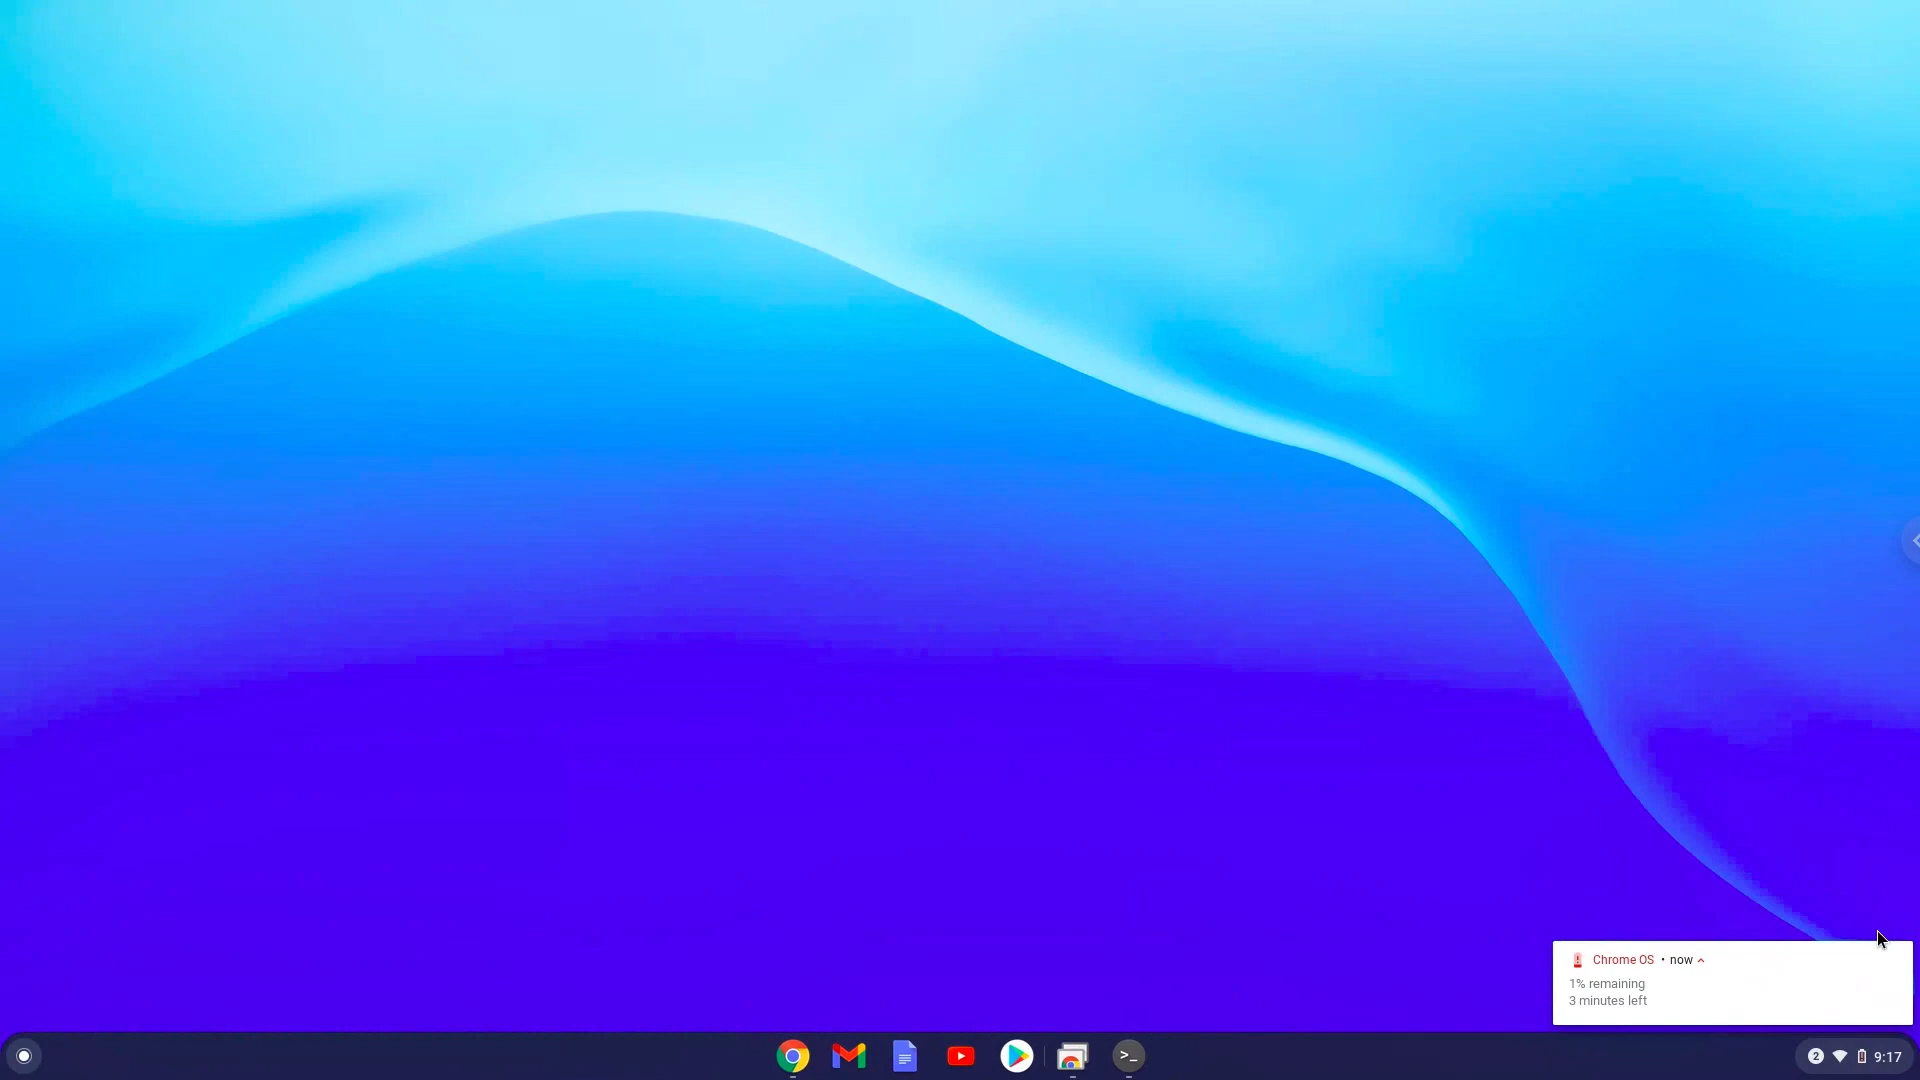 Chrome OS • now
1% remaining
3 minutes left
>_
2
9:17